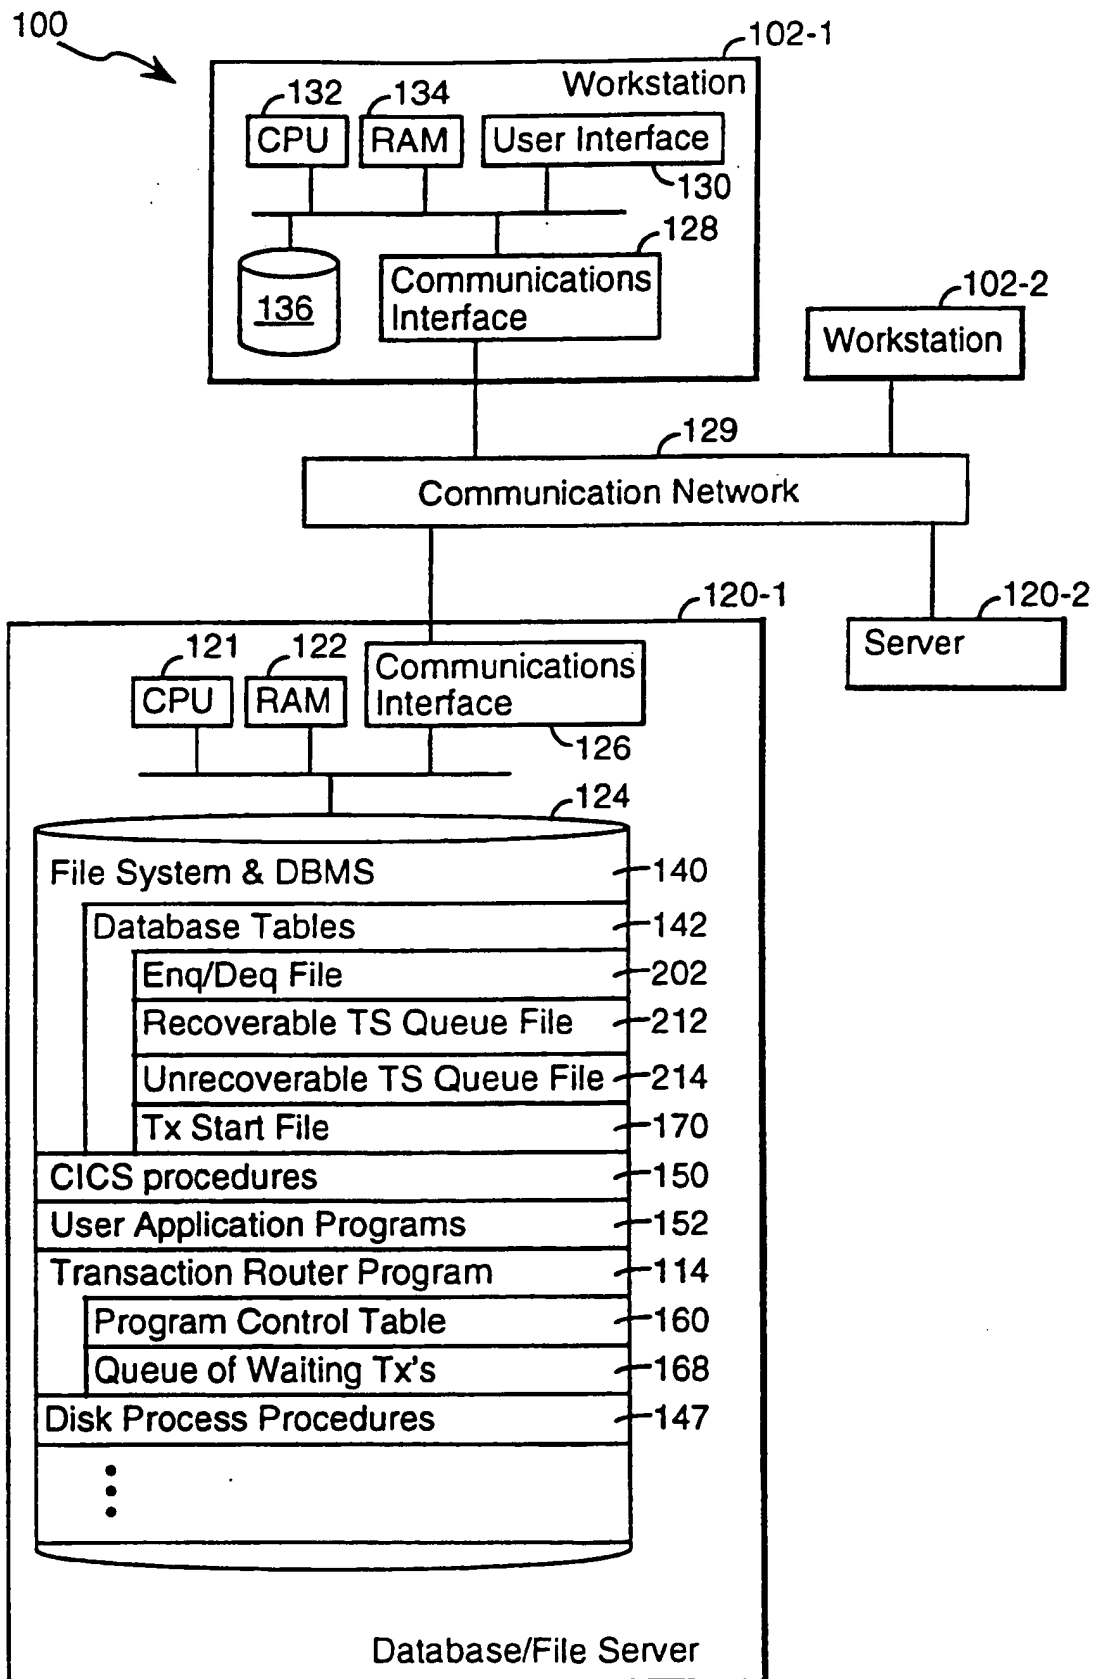 100
102-1
Workstation
132
134
CPU
RAM
User Interface
130
128
136
Communications
Interface
102-2
Workstation
129
Communication Network
120-1
120-2
Server
121
122
Communications
Interface
CPU
RAM
126
124
File System & DBMS
140
Database Tables
142
Enq/Deq File
202
Recoverable TS Queue File
212
Unrecoverable TS Queue File
214
Tx Start File
170
CICS procedures
150
User Application Programs
152
Transaction Router Program
114
Program Control Table
160
Queue of Waiting Tx's
168
Disk Process Procedures
147
Database/File Server